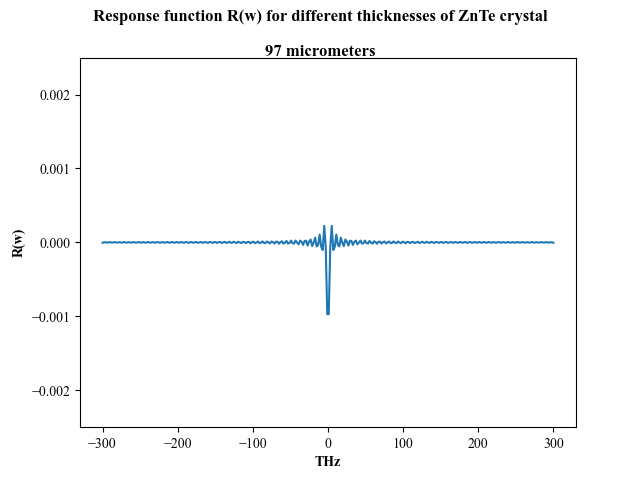 Response function R(w) for different thicknesses of ZnTe crystal
97 micrometers
0.002
0.001
0.000
−0.001
−0.002
R(w)
−300 −200 −100 0 100 200 300
THz